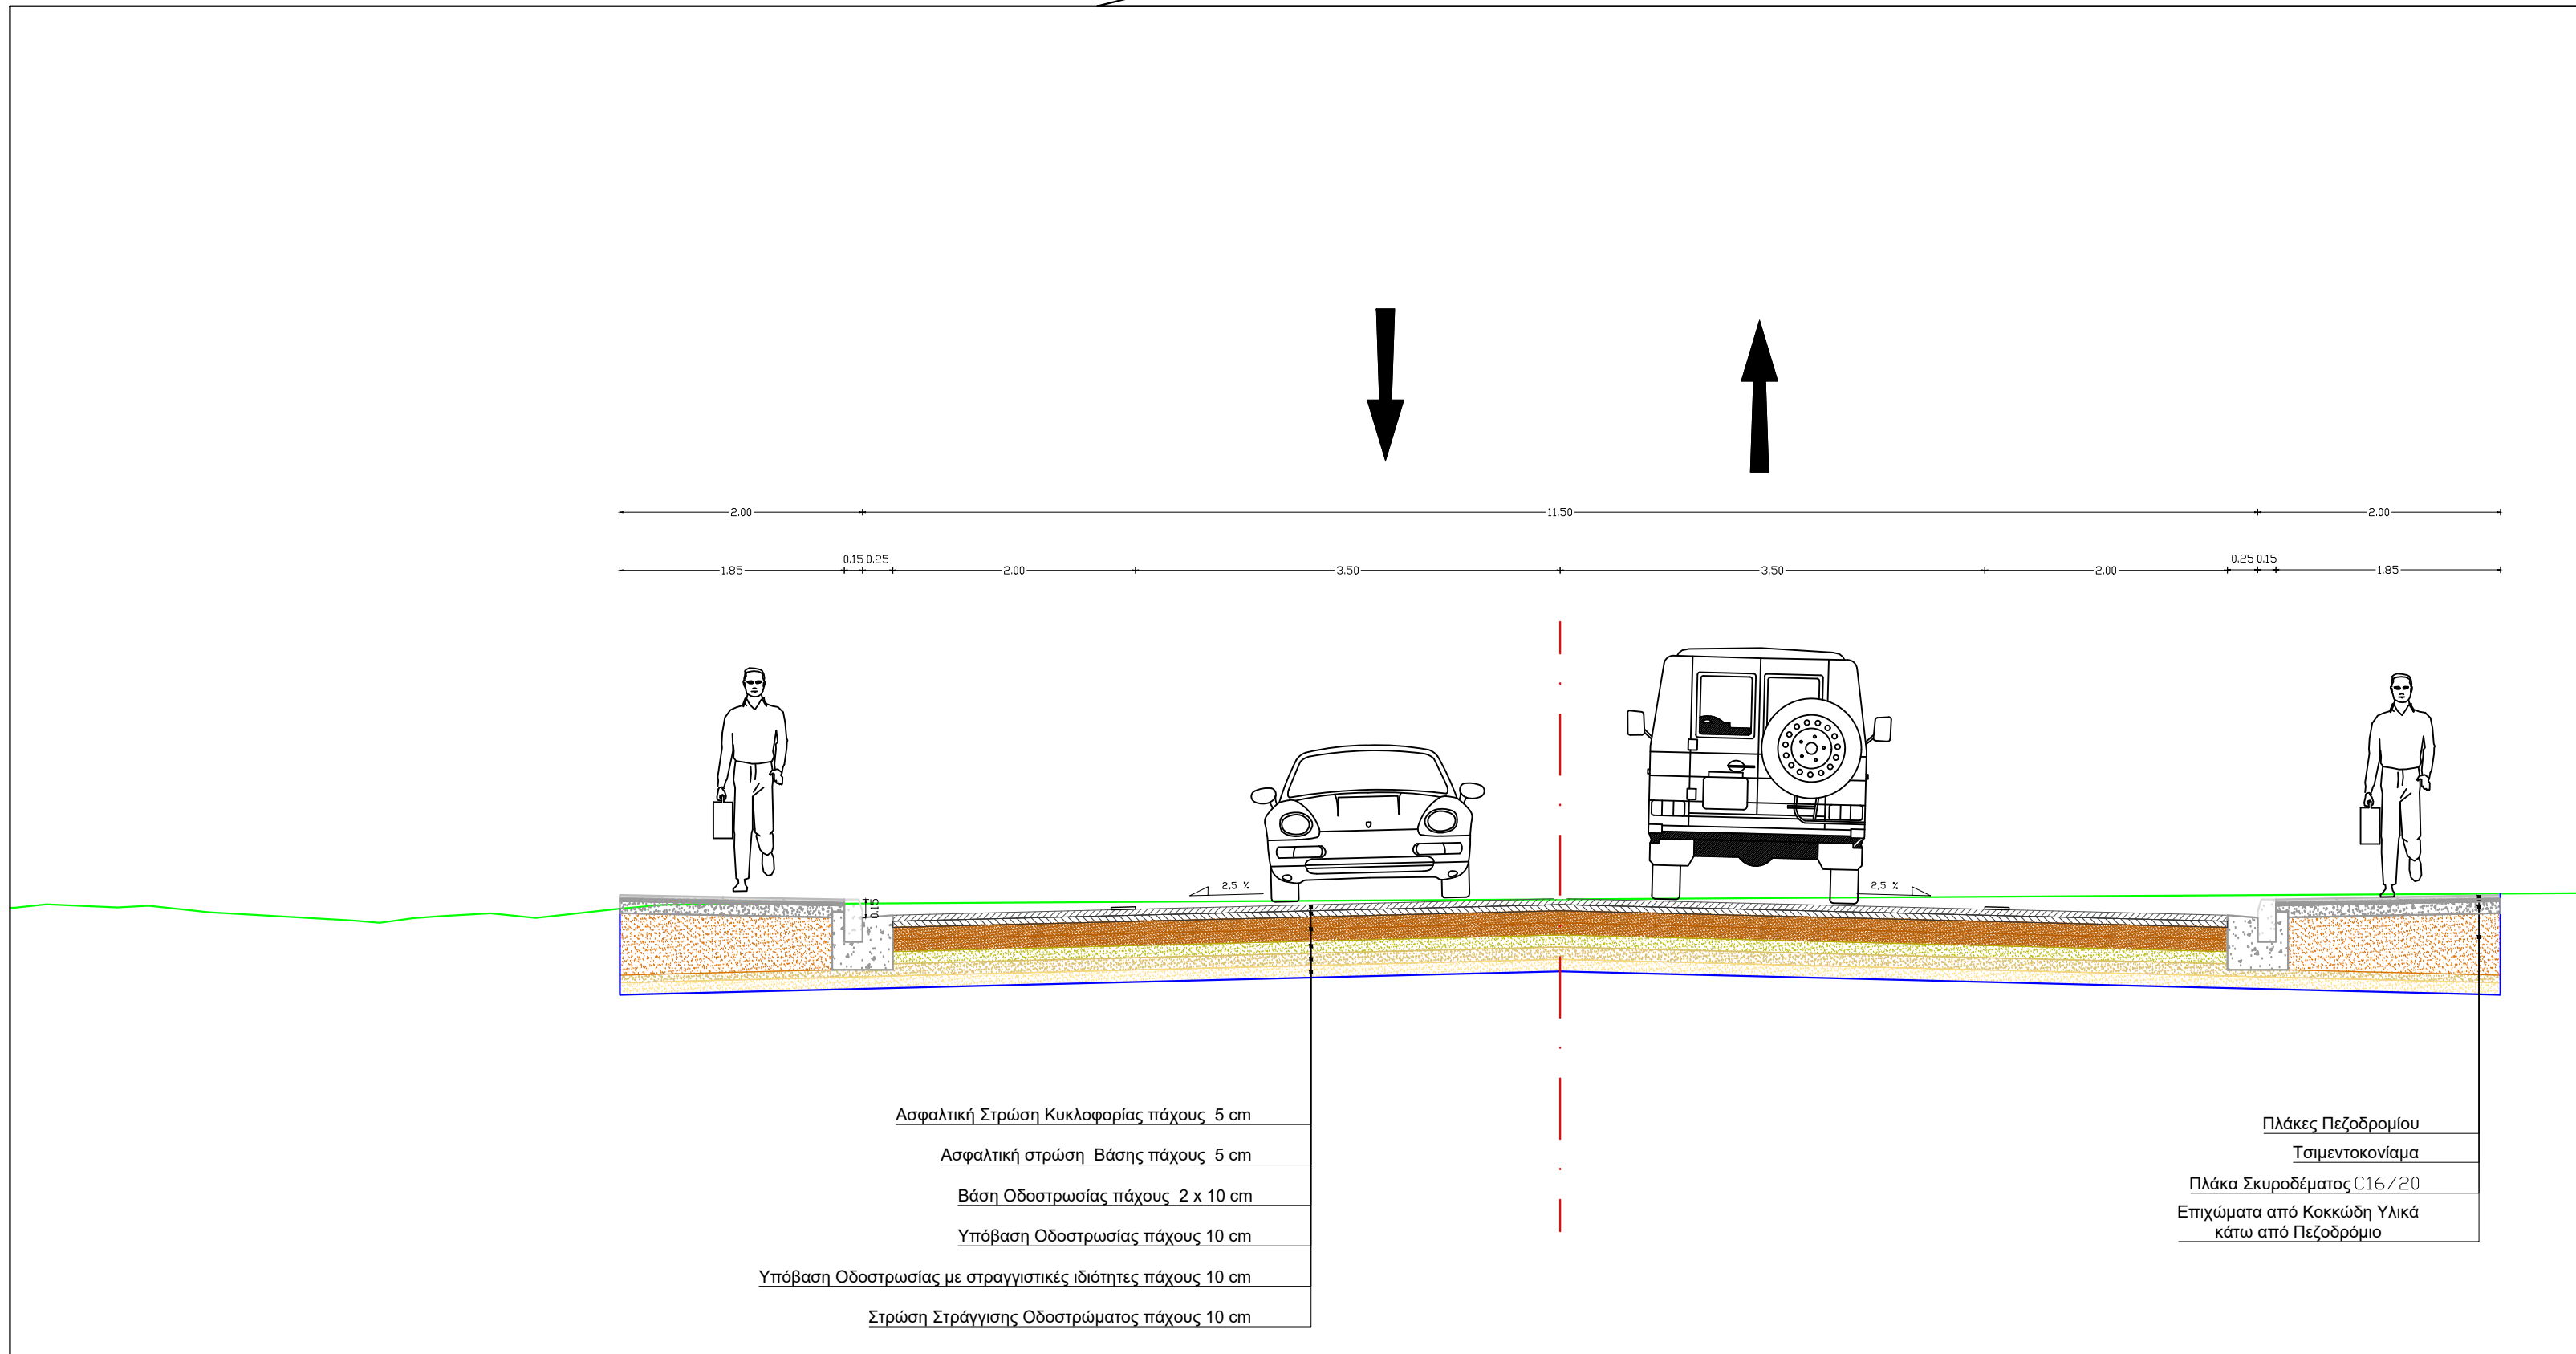 2.00 11.50 2.00
1.85 0.15 0.25 2.00 3.50 3.50 2.00 0.25 0.15 1.85
2,5 % 2,5 %
0.15
Ασφαλτική Στρώση Κυκλοφορίας πάχους 5 cm
Ασφαλτική στρώση Βάσης πάχους 5 cm
Βάση Οδοστρωσίας πάχους 2 x 10 cm
Υπόβαση Οδοστρωσίας πάχους 10 cm
Υπόβαση Οδοστρωσίας με στραγγιστικές ιδιότητες πάχους 10 cm
Στρώση Στράγγισης Οδοστρώματος πάχους 10 cm
Πλάκες Πεζοδρομίου
Τσιμεντοκονίαμα
Πλάκα Σκυροδέματος C16/20
Επιχώματα από Κοκκώδη Υλικά
κάτω από Πεζοδρόμιο